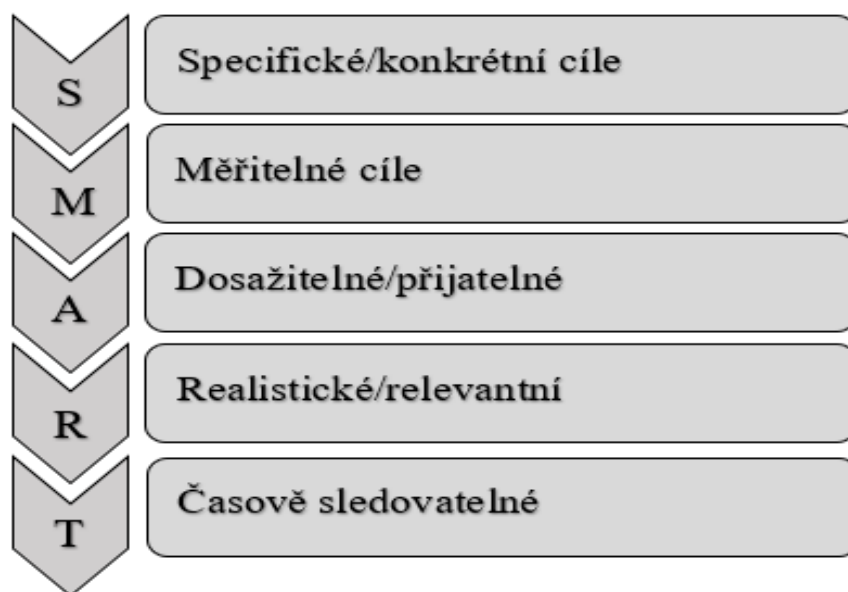 S
Specifické/konkrétní cíle
M
Měřitelné cíle
A
Dosažitelné/přijatelné
R
Realistické/relevantní
T
Časově sledovatelné